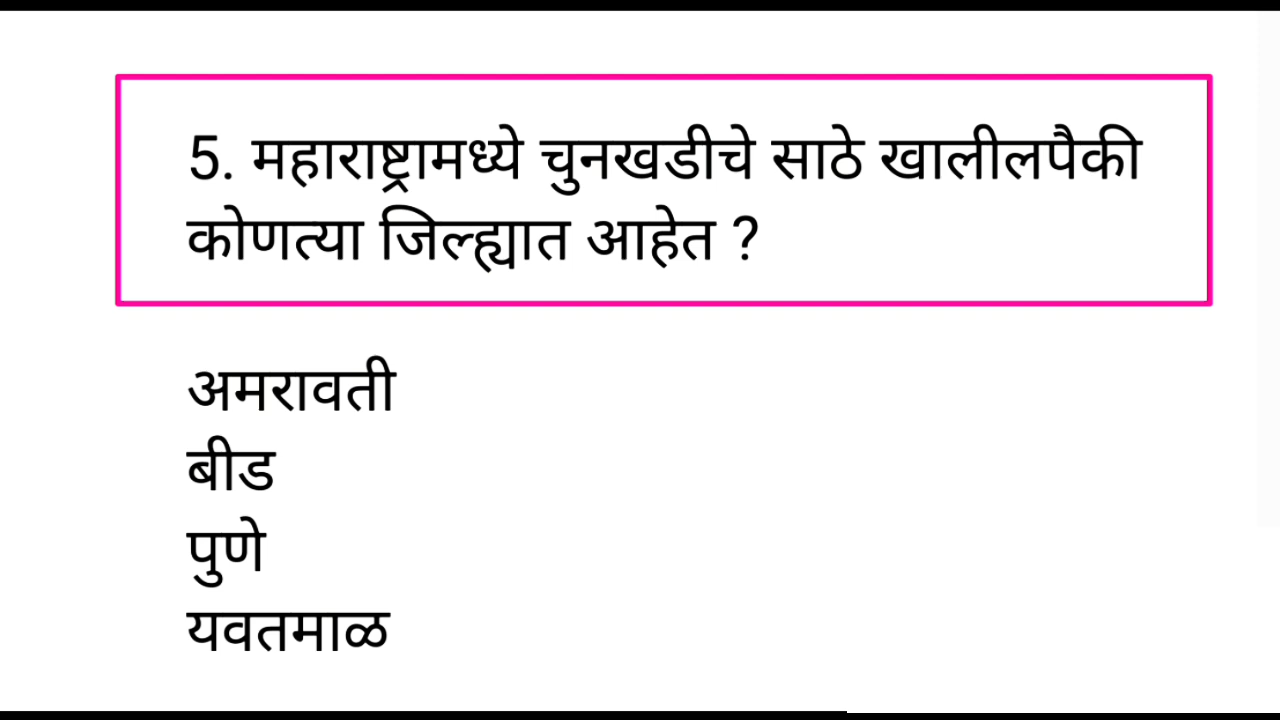 5. महाराष्ट्रामध्ये चुनखडीचे साठे खालीलपैकी
कोणत्या जिल्ह्यात आहेत ?
अमरावती
बीड
पुणे
यवतमाळ